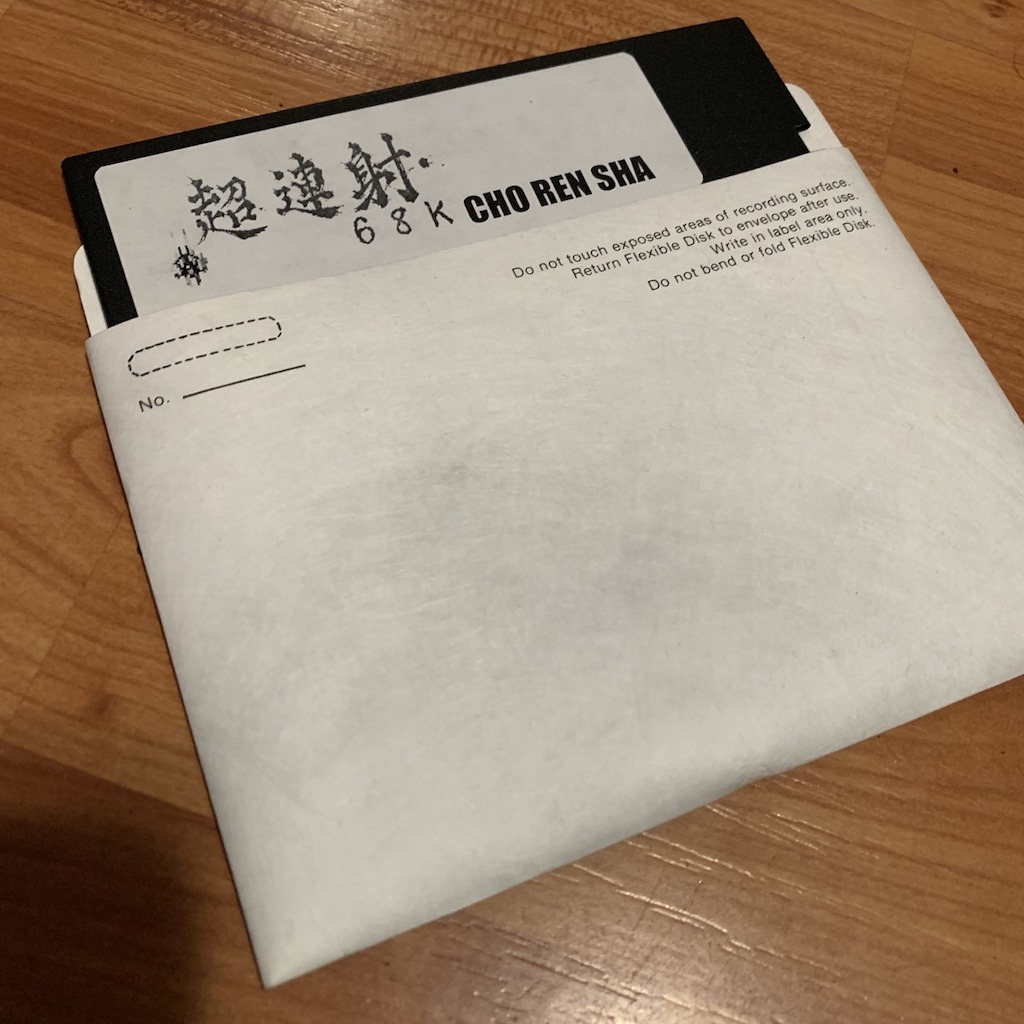 超連射
68K
CHO REN SHA
Do not touch exposed areas of recording surface.
Return Flexible Disk to envelope after use.
Write in label area only.
Do not bend or fold Flexible Disk.
No.